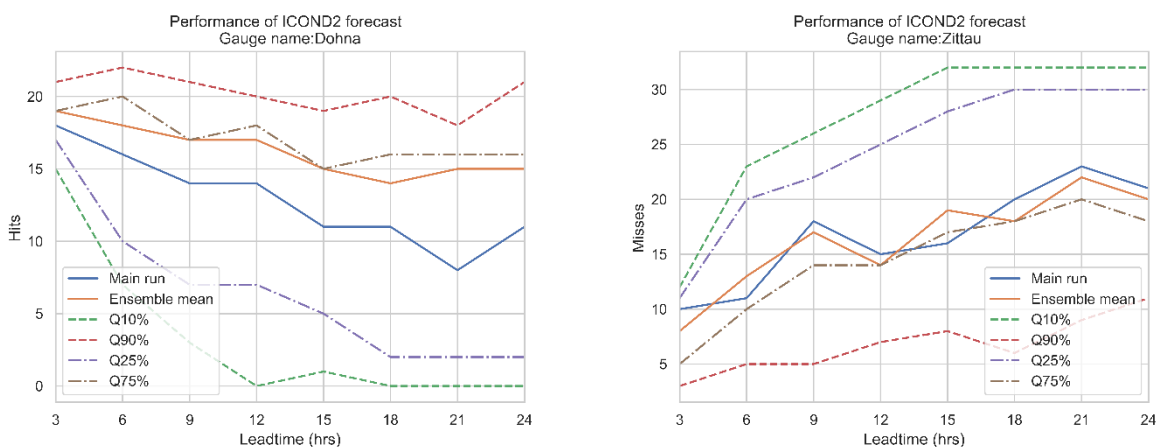 Performance of ICOND2 forecast
Gauge name:Dohna
Hits
20
15
10
5
0
Main run
Ensemble mean
Q10%
Q90%
Q25%
Q75%
3 6 9 12 15 18 21 24
Leadtime (hrs)
Performance of ICOND2 forecast
Gauge name:Zittau
Misses
30
25
20
15
10
5
Main run
Ensemble mean
Q10%
Q90%
Q25%
Q75%
3 6 9 12 15 18 21 24
Leadtime (hrs)